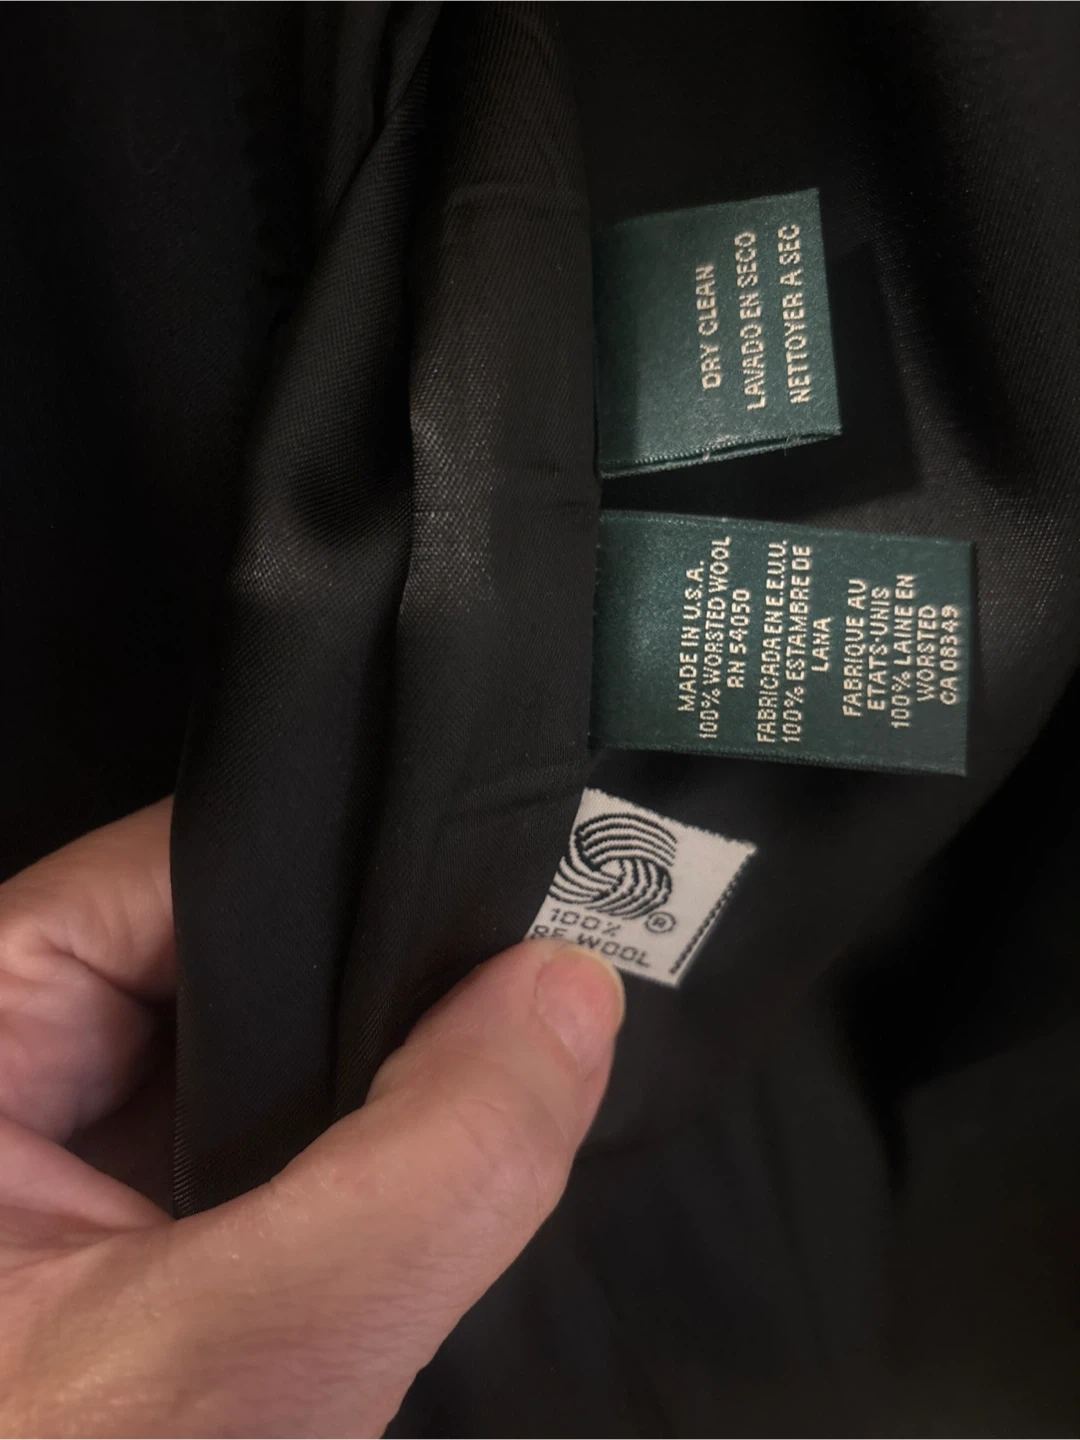 DRY CLEAN
LAVADO EN SECO
NETTOYER A SEC
MADE IN U.S.A.
100% WORSTED WOOL
RN 54050
FABRICADA EN E.E.U.U.
100% ESTAMBRE DE
LANA
FABRIQUE AU
ETATS-UNIS
100% LAINE EN
WORSTED
CA 08349
®
100%
WOOL